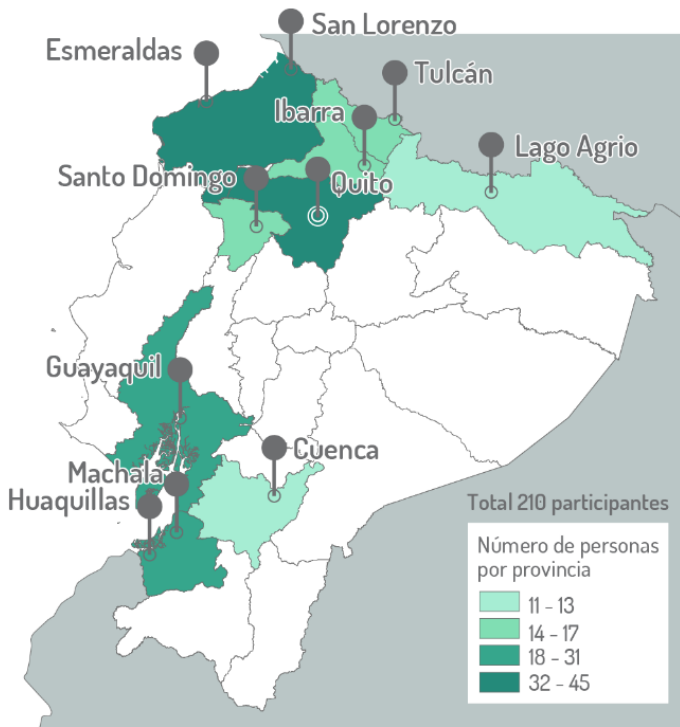 San Lorenzo
Esmeraldas
Tulcán
Ibarra
Lago Agrio
Santo Domingo
Quito
Guayaquil
Cuenca
Machala
Huaquillas
Total 210 participantes
Número de personas
por provincia
11 - 13
14 - 17
18 - 31
32 - 45